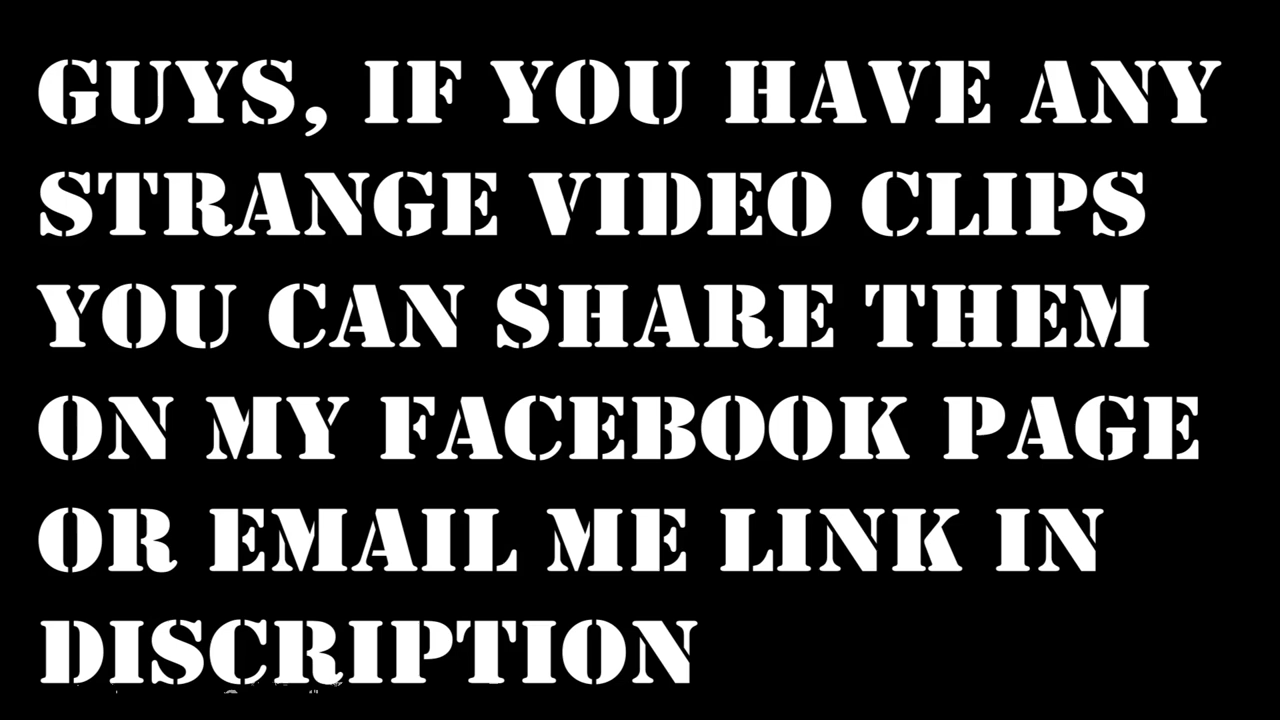 GUYS, IF YOU HAVE ANY
STRANGE VIDEO CLIPS
YOU CAN SHARE THEM
ON MY FACEBOOK PAGE
OR EMAIL ME LINK IN
DISCRIPTION